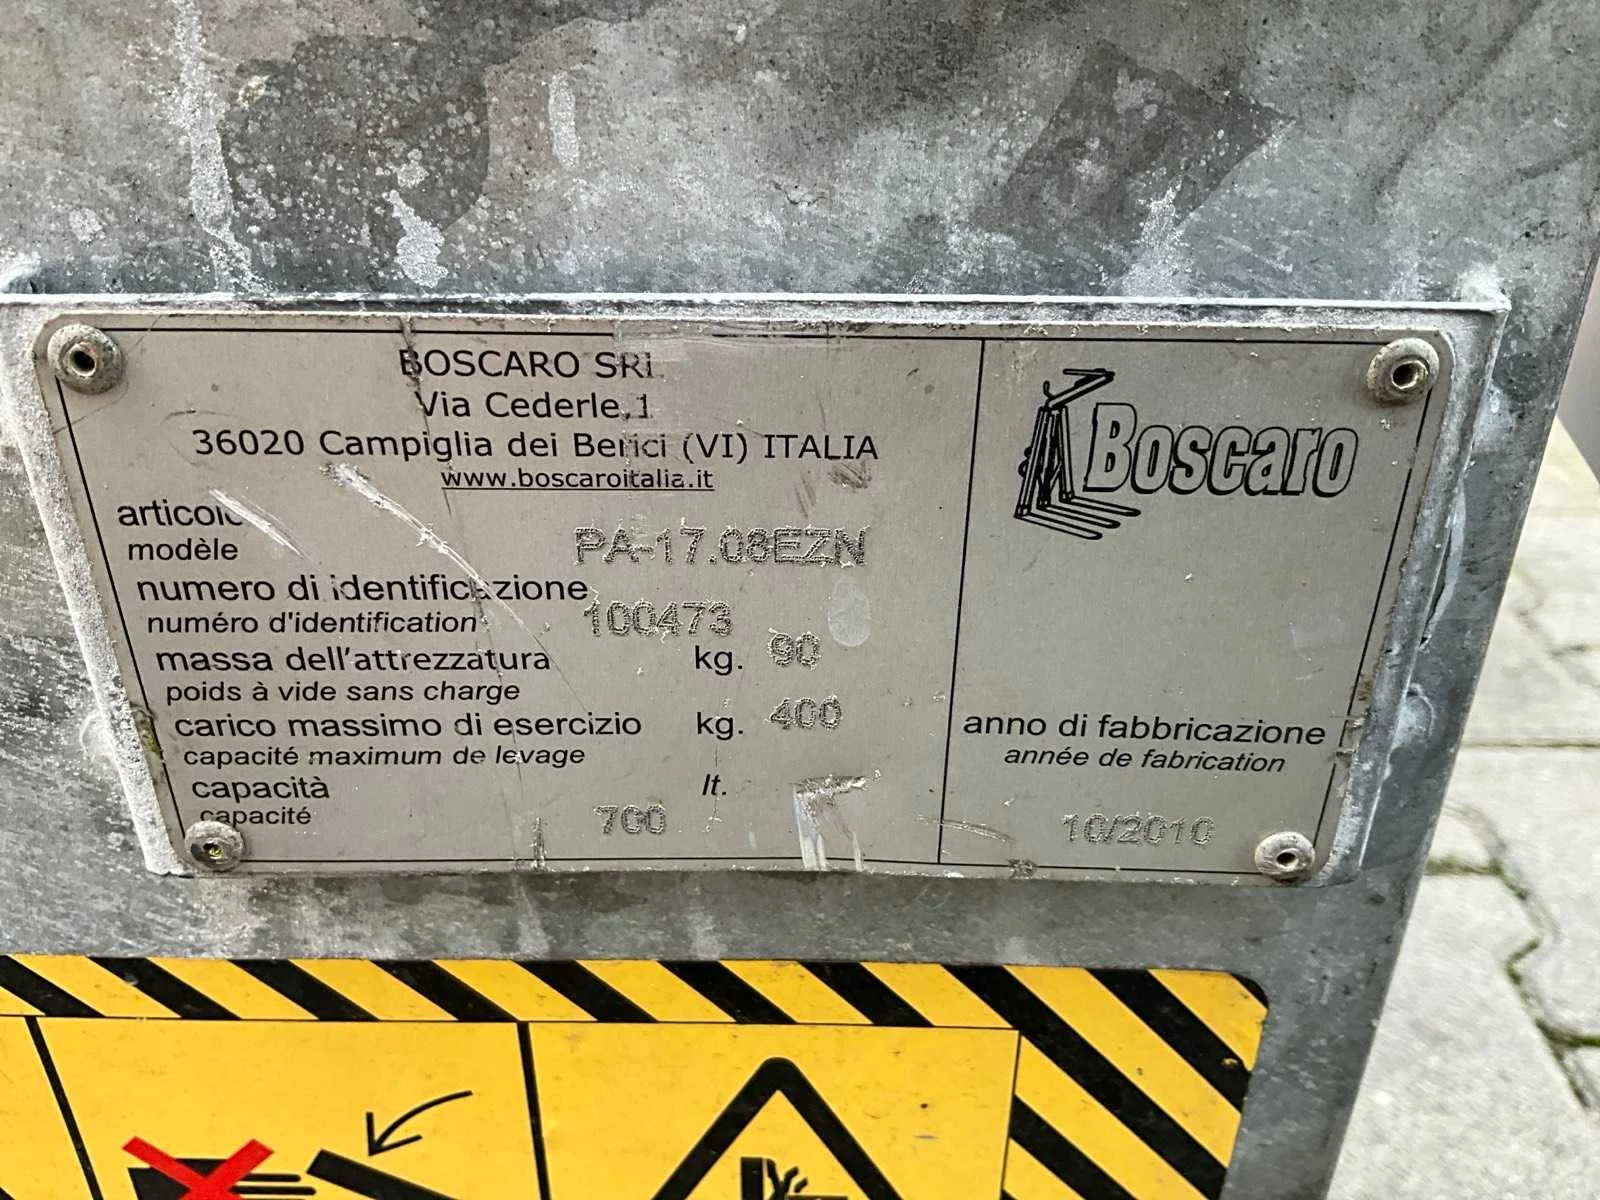 BOSCARO SRL
Via Cederle,1
36020 Campiglia dei Berici (VI) ITALIA
www.boscaroitalia.it
Boscaro
articolo
modèle
PA-17.08EZN
numero di identificazione
numéro d'identification
100473
massa dell'attrezzatura kg. 90
poids à vide sans charge
carico massimo di esercizio kg. 400
capacité maximum de levage
capacità lt.
capacité 700
anno di fabbricazione
année de fabrication
10/2010